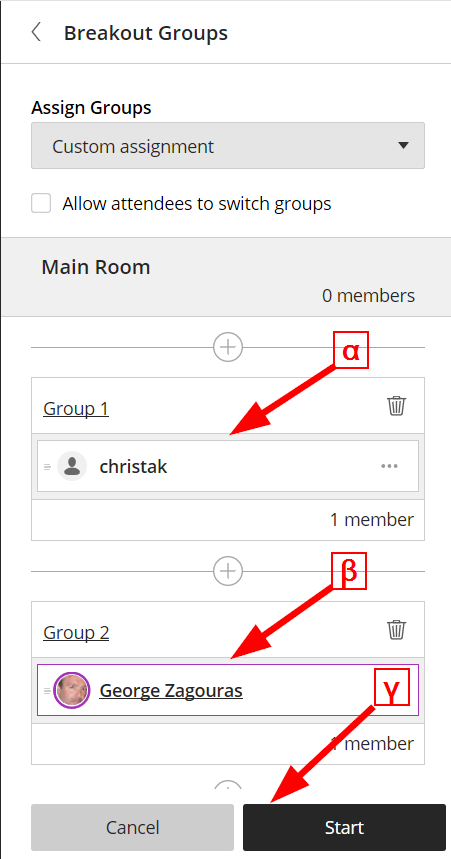 Breakout Groups
Assign Groups
Custom assignment
Allow attendees to switch groups
Main Room
0 members
α
Group 1
christak
1 member
β
Group 2
George Zagouras
γ
1 member
Cancel
Start